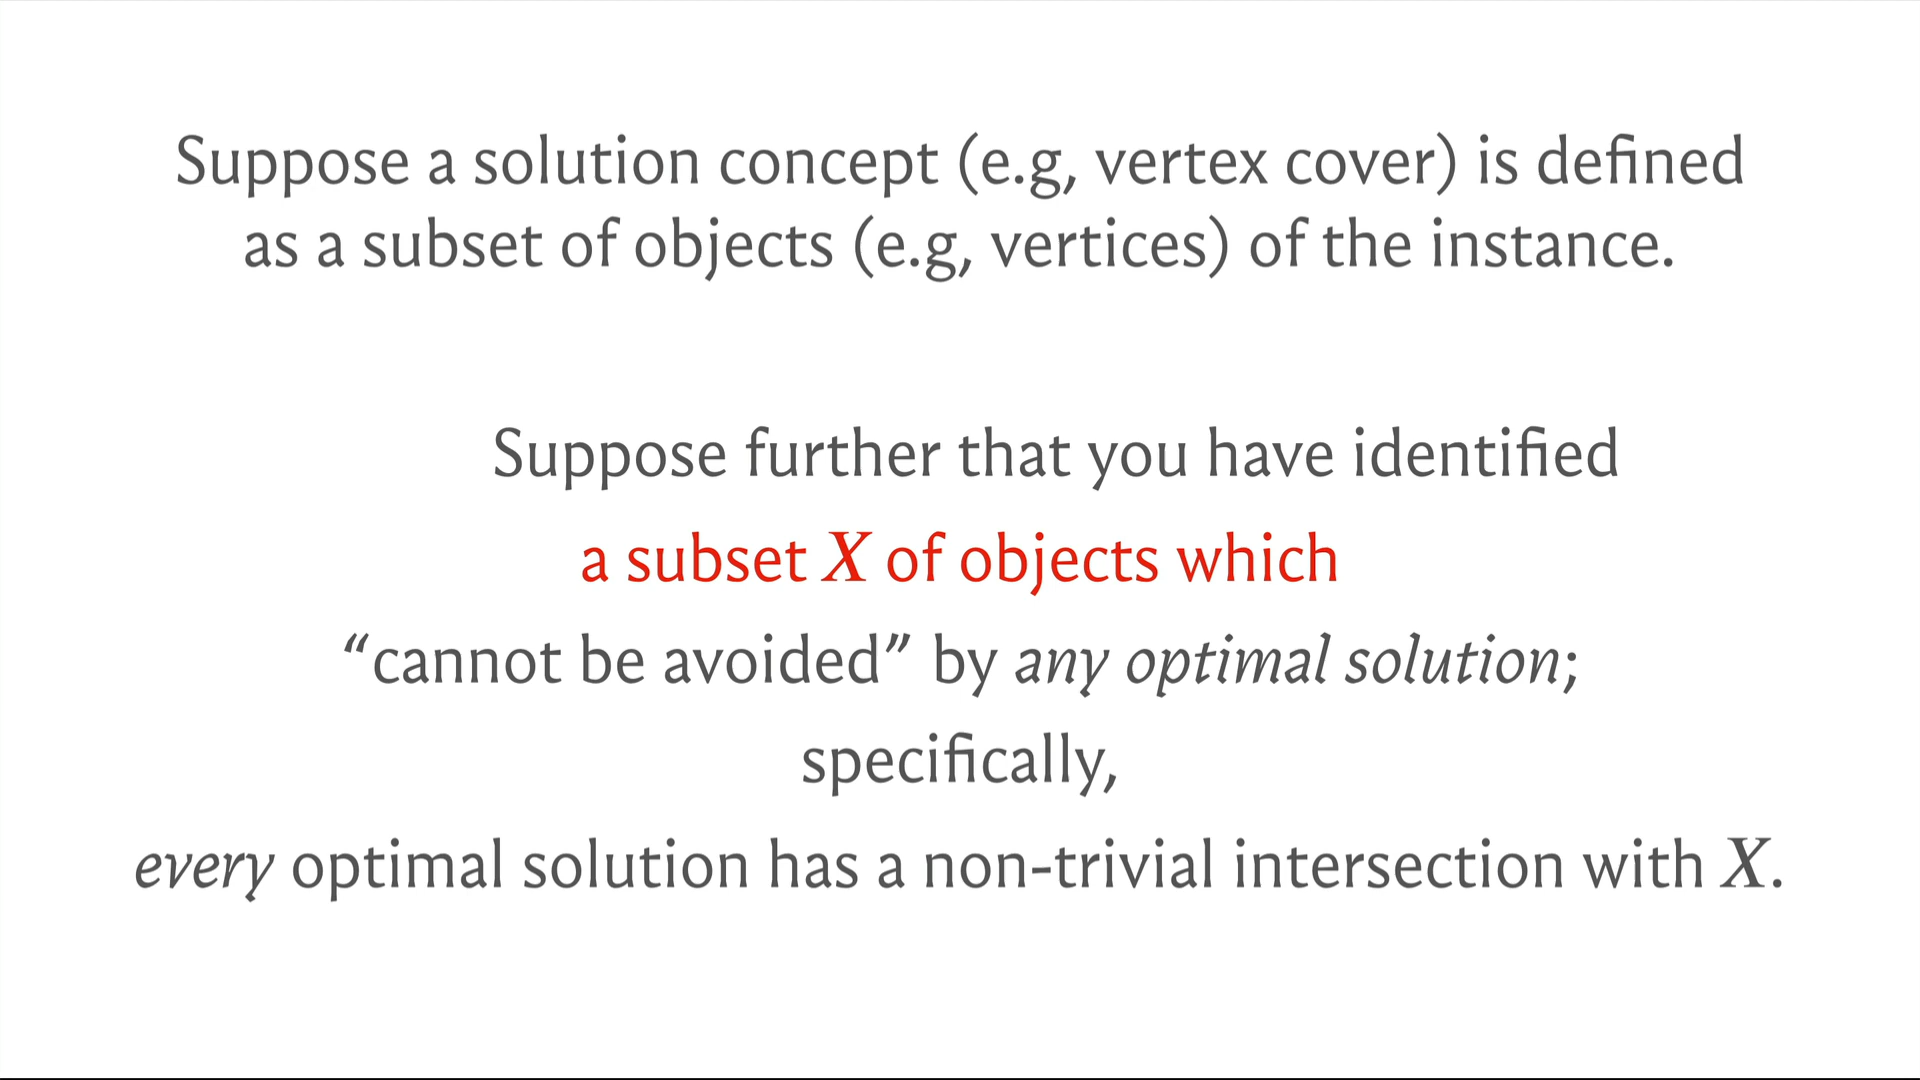 Suppose a solution concept (e.g, vertex cover) is defined
as a subset of objects (e.g, vertices) of the instance.
Suppose further that you have identified
a subset X of objects which
“cannot be avoided” by any optimal solution;
specifically,
every optimal solution has a non-trivial intersection with X.